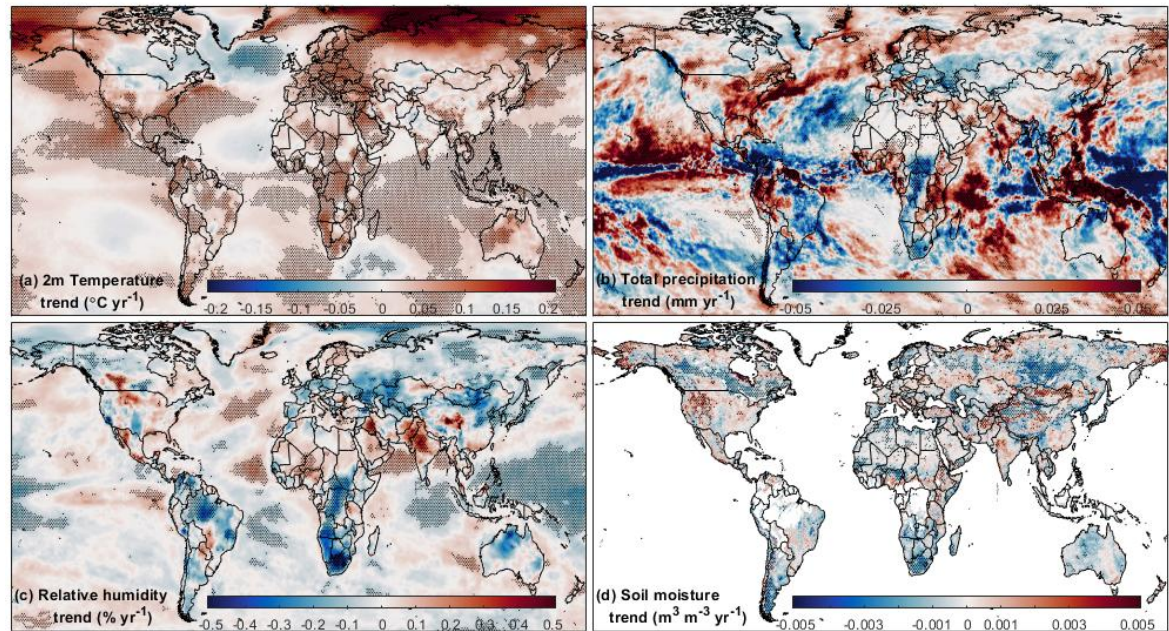 (a) 2m Temperature
trend (°C yr⁻¹)
-0.2 -0.15 -0.1 -0.05 0 0.05 0.1 0.15 0.2
(b) Total precipitation
trend (mm yr⁻¹)
-0.05 -0.025 0 0.025 0.05
(c) Relative humidity
trend (% yr⁻¹)
-0.5 -0.4 -0.3 -0.2 -0.1 0 0.1 0.2 0.3 0.4 0.5
(d) Soil moisture
trend (m³ m⁻³ yr⁻¹)
-0.005 -0.003 -0.001 0 0.001 0.003 0.005